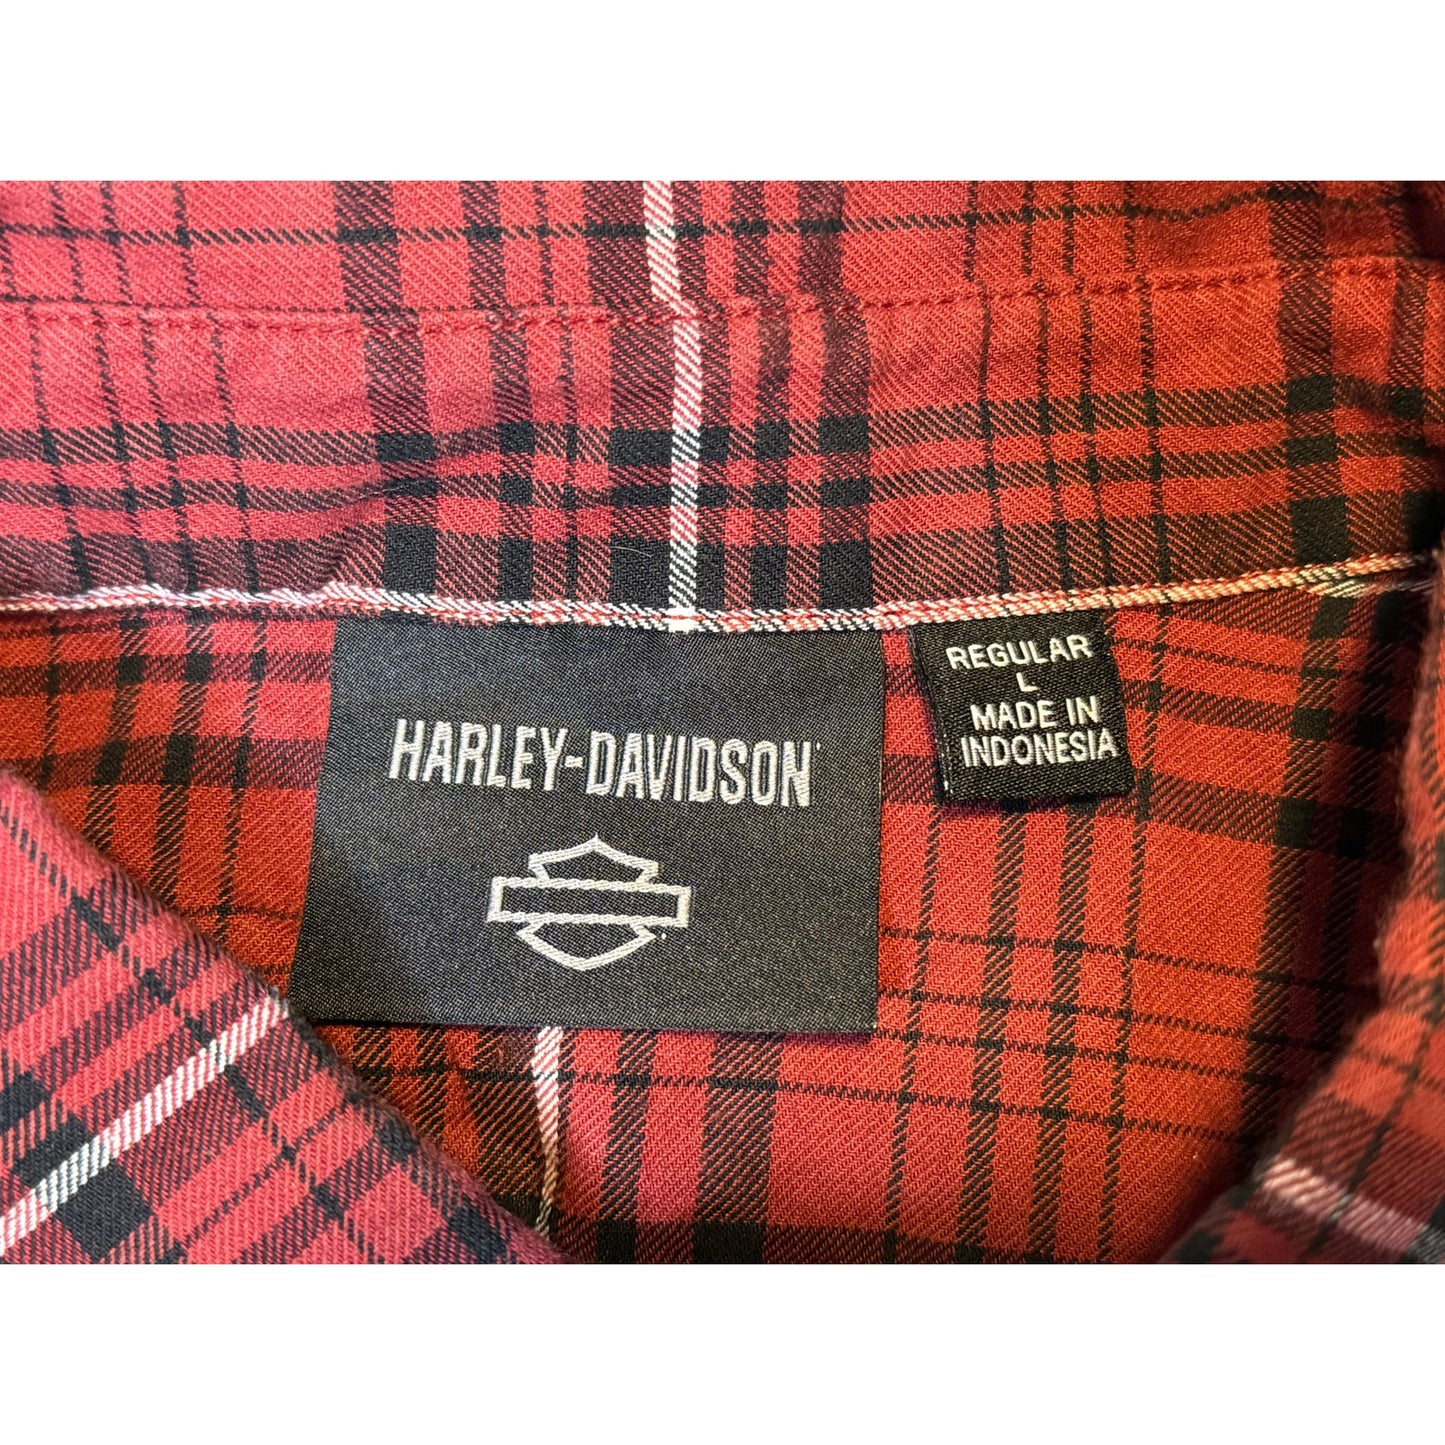 HARLEY-DAVIDSON
REGULAR
L
MADE IN
INDONESIA